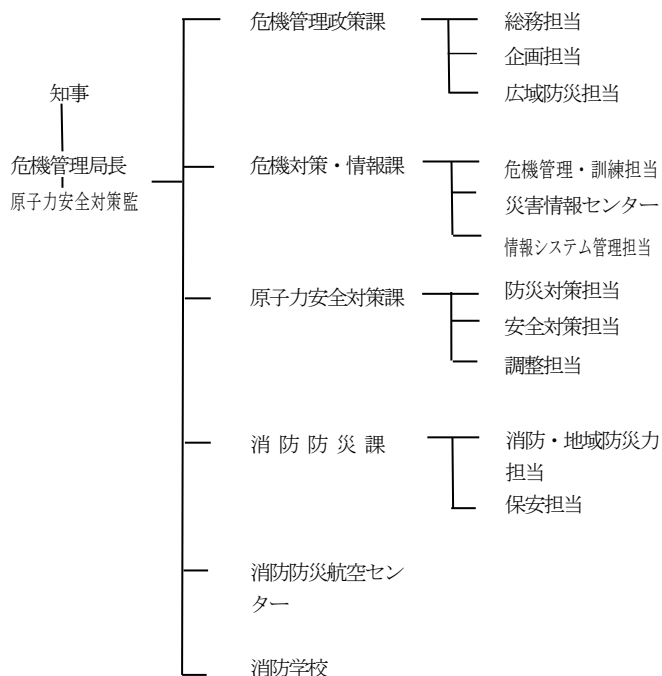 知事
危機管理局長
原子力安全対策監
危機管理政策課
総務担当
企画担当
広域防災担当
危機対策・情報課
危機管理・訓練担当
災害情報センター
情報システム管理担当
原子力安全対策課
防災対策担当
安全対策担当
調整担当
消 防 防 災 課
消防・地域防災力
担当
保安担当
消防防災航空セン
ター
消防学校